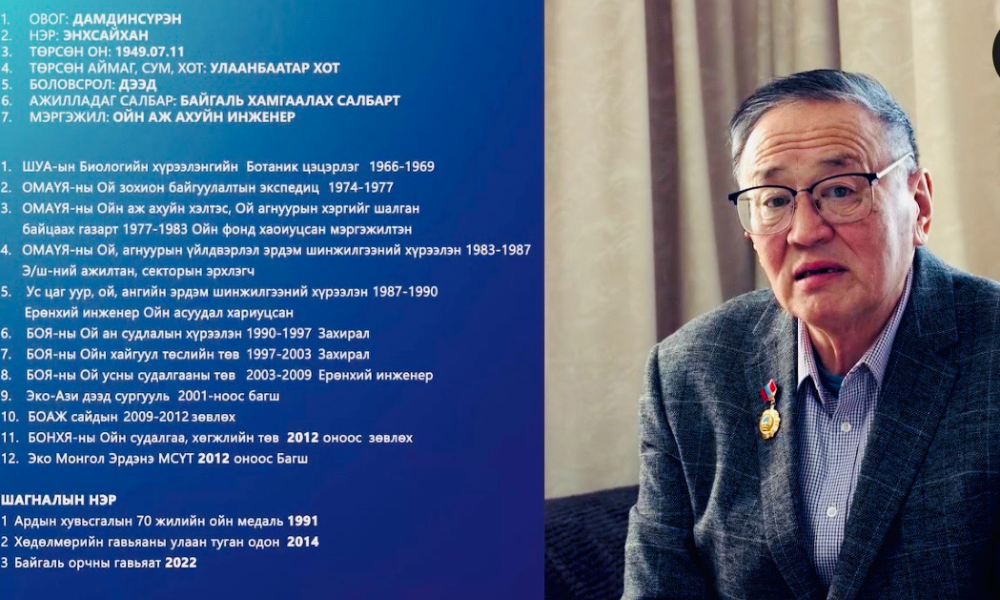 1. ОВОГ: ДАМДИНСҮРЭН
2. НЭР: ЭНХСАЙХАН
3. ТӨРСӨН ОН: 1949.07.11
4. ТӨРСӨН АЙМАГ, СУМ, ХОТ: УЛААНБААТАР ХОТ
5. БОЛОВСРОЛ: ДЭЭД
6. АЖИЛЛАДАГ САЛБАР: БАЙГАЛЬ ХАМГААЛАХ САЛБАРТ
7. МЭРГЭЖИЛ: ОЙН АЖ АХУЙН ИНЖЕНЕР
1. ШУА-ын Биологийн хүрээлэнгийн Ботаник цэцэрлэг 1966-1969
2. ОМАҮЯ-ны Ой зохион байгуулалтын экспедиц 1974-1977
3. ОМАҮЯ-ны Ойн аж ахуйн хэлтэс, Ой агнуурын хэргийг шалган
байцаах газарт 1977-1983 Ойн фонд хаоиуцсан мэргэжилтэн
4. ОМАҮЯ-ны Ой, агнуурын үйлдвэрлэл эрдэм шинжилгээний хүрээлэн 1983-1987
Э/ш-ний ажилтан, секторын эрхлэгч
5. Ус цаг уур, ой, ангийн эрдэм шинжилгээний хүрээлэн 1987-1990
Ерөнхий инженер Ойн асуудал хариуцсан
6. БОЯ-ны Ой ан судлалын хүрээлэн 1990-1997 Захирал
7. БОЯ-ны Ойн хайгуул төслийн төв 1997-2003 Захирал
8. БОЯ-ны Ой усны судалгааны төв 2003-2009 Ерөнхий инженер
9. Эко-Ази дээд сургууль 2001-ноос багш
10. БОАЖ сайдын 2009-2012 зөвлөх
11. БОНХЯ-ны Ойн судалгаа, хөгжлийн төв 2012 оноос зөвлөх
12. Эко Монгол Эрдэнэ МСҮТ 2012 оноос Багш
ШАГНАЛЫН НЭР
1 Ардын хувьсгалын 70 жилийн ойн медаль 1991
2 Хөдөлмөрийн гавьяаны улаан туган одон 2014
3 Байгаль орчны гавьяат 2022